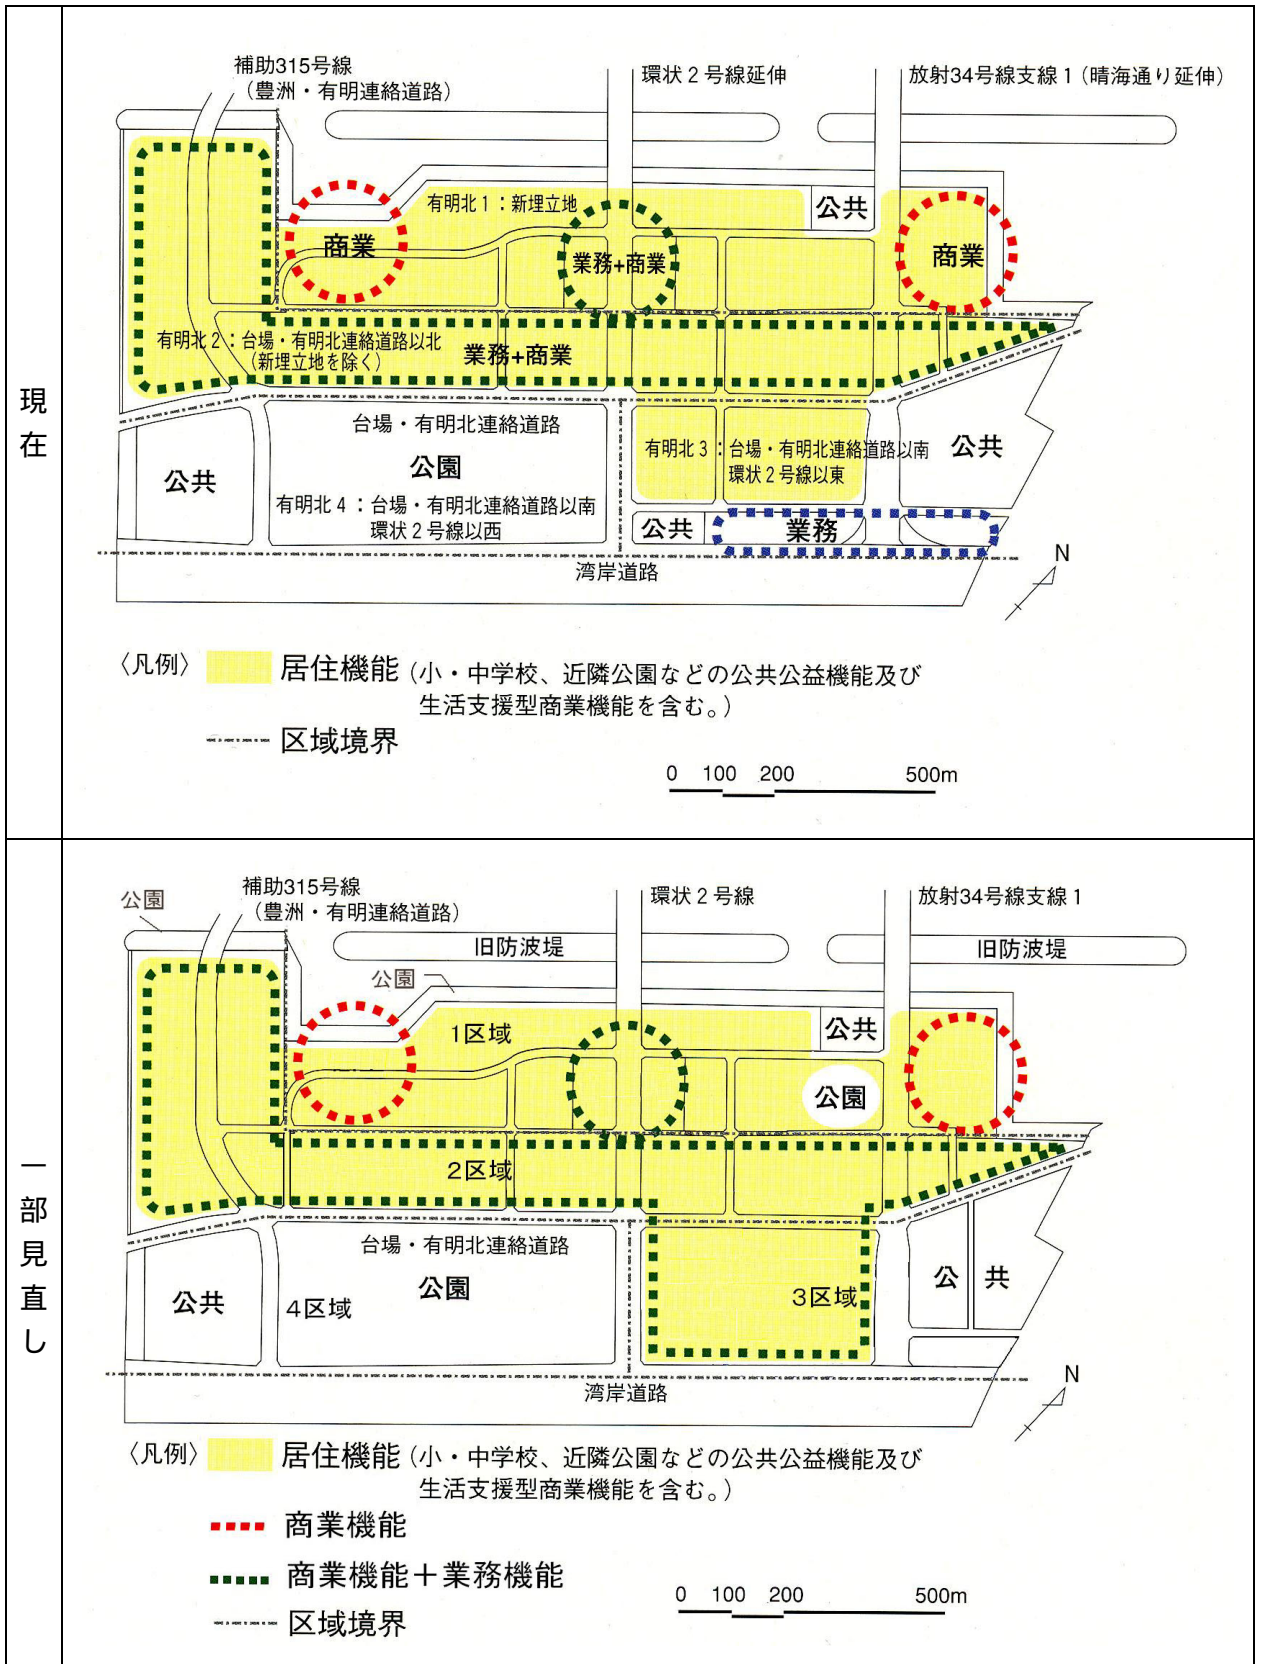 現在
補助315号線
（豊洲・有明連絡道路）
環状２号線延伸
放射34号線支線１（晴海通り延伸）
有明北１：新埋立地
公共
商業
業務+商業
商業
有明北２：台場・有明北連絡道路以北
（新埋立地を除く）
業務+商業
台場・有明北連絡道路
公園
公共
有明北３：台場・有明北連絡道路以南
環状２号線以東
公共
有明北４：台場・有明北連絡道路以南
環状２号線以西
公共
業務
湾岸道路
N
〈凡例〉
居住機能（小・中学校、近隣公園などの公共公益機能及び
生活支援型商業機能を含む。）
区域境界
0 100 200 500m
一部見直し
公園
補助315号線
（豊洲・有明連絡道路）
環状２号線
放射34号線支線１
旧防波堤
旧防波堤
公園
1区域
公共
公園
2区域
台場・有明北連絡道路
公園
公共
4区域
3区域
公共
湾岸道路
N
〈凡例〉
居住機能（小・中学校、近隣公園などの公共公益機能及び
生活支援型商業機能を含む。）
商業機能
商業機能＋業務機能
区域境界
0 100 200 500m